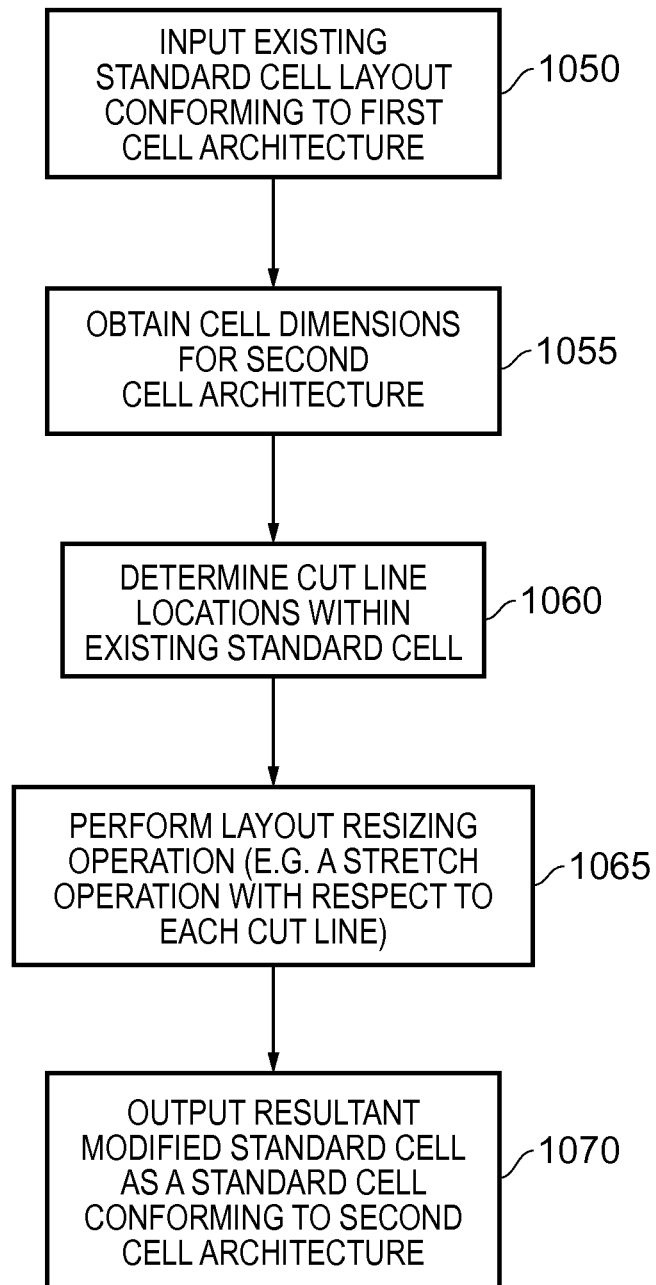 INPUT EXISTING
STANDARD CELL LAYOUT
CONFORMING TO FIRST
CELL ARCHITECTURE
1050
OBTAIN CELL DIMENSIONS
FOR SECOND
CELL ARCHITECTURE
1055
DETERMINE CUT LINE
LOCATIONS WITHIN
EXISTING STANDARD CELL
1060
PERFORM LAYOUT RESIZING
OPERATION (E.G. A STRETCH
OPERATION WITH RESPECT TO
EACH CUT LINE)
1065
OUTPUT RESULTANT
MODIFIED STANDARD CELL
AS A STANDARD CELL
CONFORMING TO SECOND
CELL ARCHITECTURE
1070